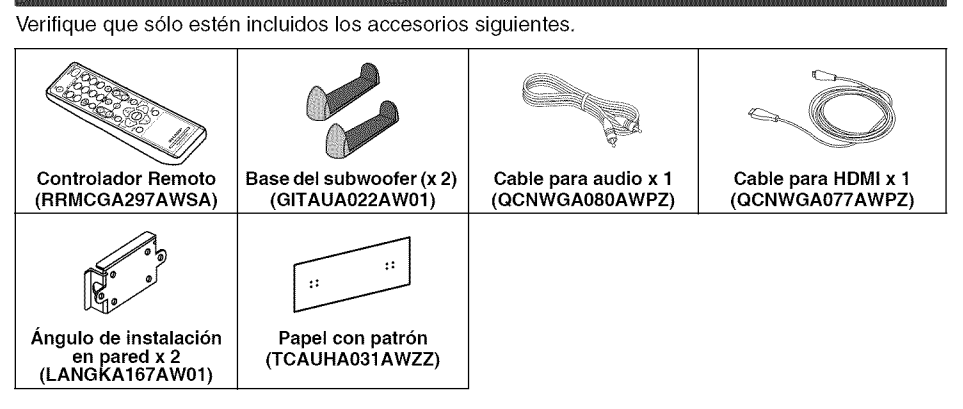 Verifique que sólo estén incluidos los accesorios siguientes.
Controlador Remoto
(RRMCGA297AWSA)
Base del subwoofer (x 2)
(GITAUA022AW01)
Cable para audio x 1
(QCNWGA080AWPZ)
Cable para HDMI x 1
(QCNWGA077AWPZ)
Ángulo de instalación
en pared x 2
(LANGKA167AW01)
Papel con patrón
(TCAUHA031AWZZ)